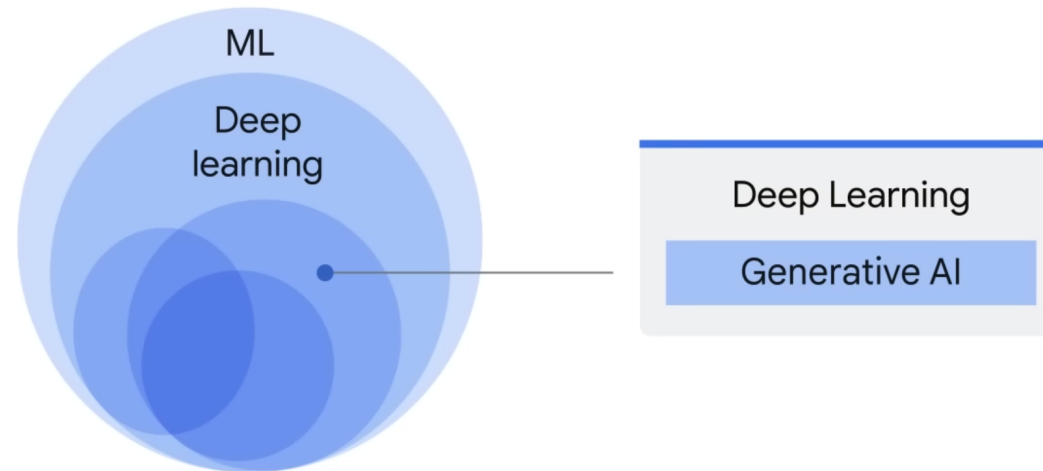 ML
Deep
learning
Deep Learning
Generative AI